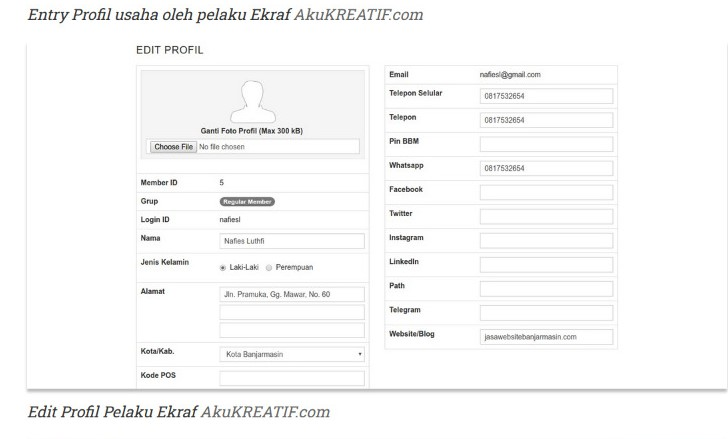 Entry Profil usaha oleh pelaku Ekraf AkuKREATIF.com
EDIT PROFIL
Ganti Foto Profil (Max 300 kB)
Choose File No file chosen
Member ID 5
Grup Regular Member
Login ID nafiesl
Nama Nafies Luthfi
Jenis Kelamin Laki-Laki Perempuan
Alamat Jln. Pramuka, Gg. Mawar, No. 60
Kota/Kab. Kota Banjarmasin
Kode POS
Email nafiesl@gmail.com
Telepon Selular 0817532654
Telepon 0817532654
Pin BBM
Whatsapp 0817532654
Facebook
Twitter
Instagram
LinkedIn
Path
Telegram
Website/Blog jasawebsitebanjarmasin.com
Edit Profil Pelaku Ekraf AkuKREATIF.com